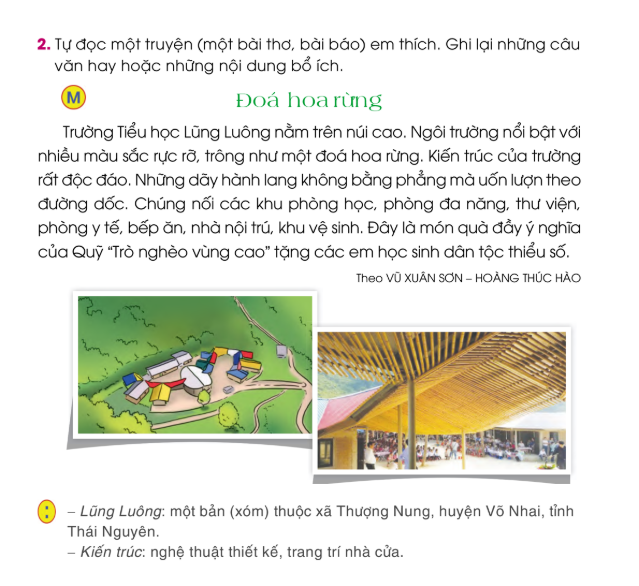 2. Tự đọc một truyện (một bài thơ, bài báo) em thích. Ghi lại những câu
văn hay hoặc những nội dung bổ ích.
M
Đoá hoa rừng
Trường Tiểu học Lũng Luông nằm trên núi cao. Ngôi trường nổi bật với
nhiều màu sắc rực rỡ, trông như một đoá hoa rừng. Kiến trúc của trường
rất độc đáo. Những dãy hành lang không bằng phẳng mà uốn lượn theo
đường dốc. Chúng nối các khu phòng học, phòng đa năng, thư viện,
phòng y tế, bếp ăn, nhà nội trú, khu vệ sinh. Đây là món quà đầy ý nghĩa
của Quỹ “Trò nghèo vùng cao” tặng các em học sinh dân tộc thiểu số.
Theo VŨ XUÂN SƠN – HOÀNG THÚC HÀO
: – Lũng Luông: một bản (xóm) thuộc xã Thượng Nung, huyện Võ Nhai, tỉnh
Thái Nguyên.
– Kiến trúc: nghệ thuật thiết kế, trang trí nhà cửa.